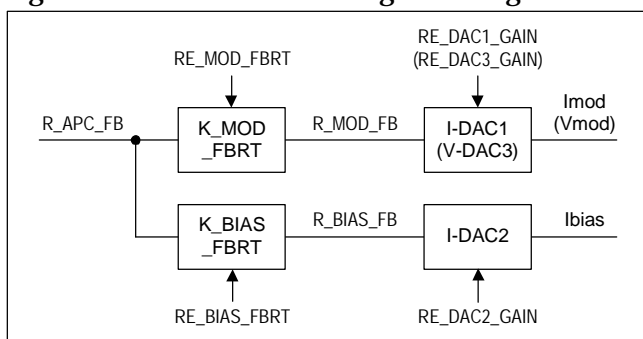 RE_DAC1_GAIN
(RE_DAC3_GAIN)
RE_MOD_FBRT
Imod
(Vmod)
R_APC_FB
K_MOD
_FBRT
R_MOD_FB
I-DAC1
(V-DAC3)
K_BIAS
_FBRT
R_BIAS_FB
I-DAC2
Ibias
RE_BIAS_FBRT
RE_DAC2_GAIN